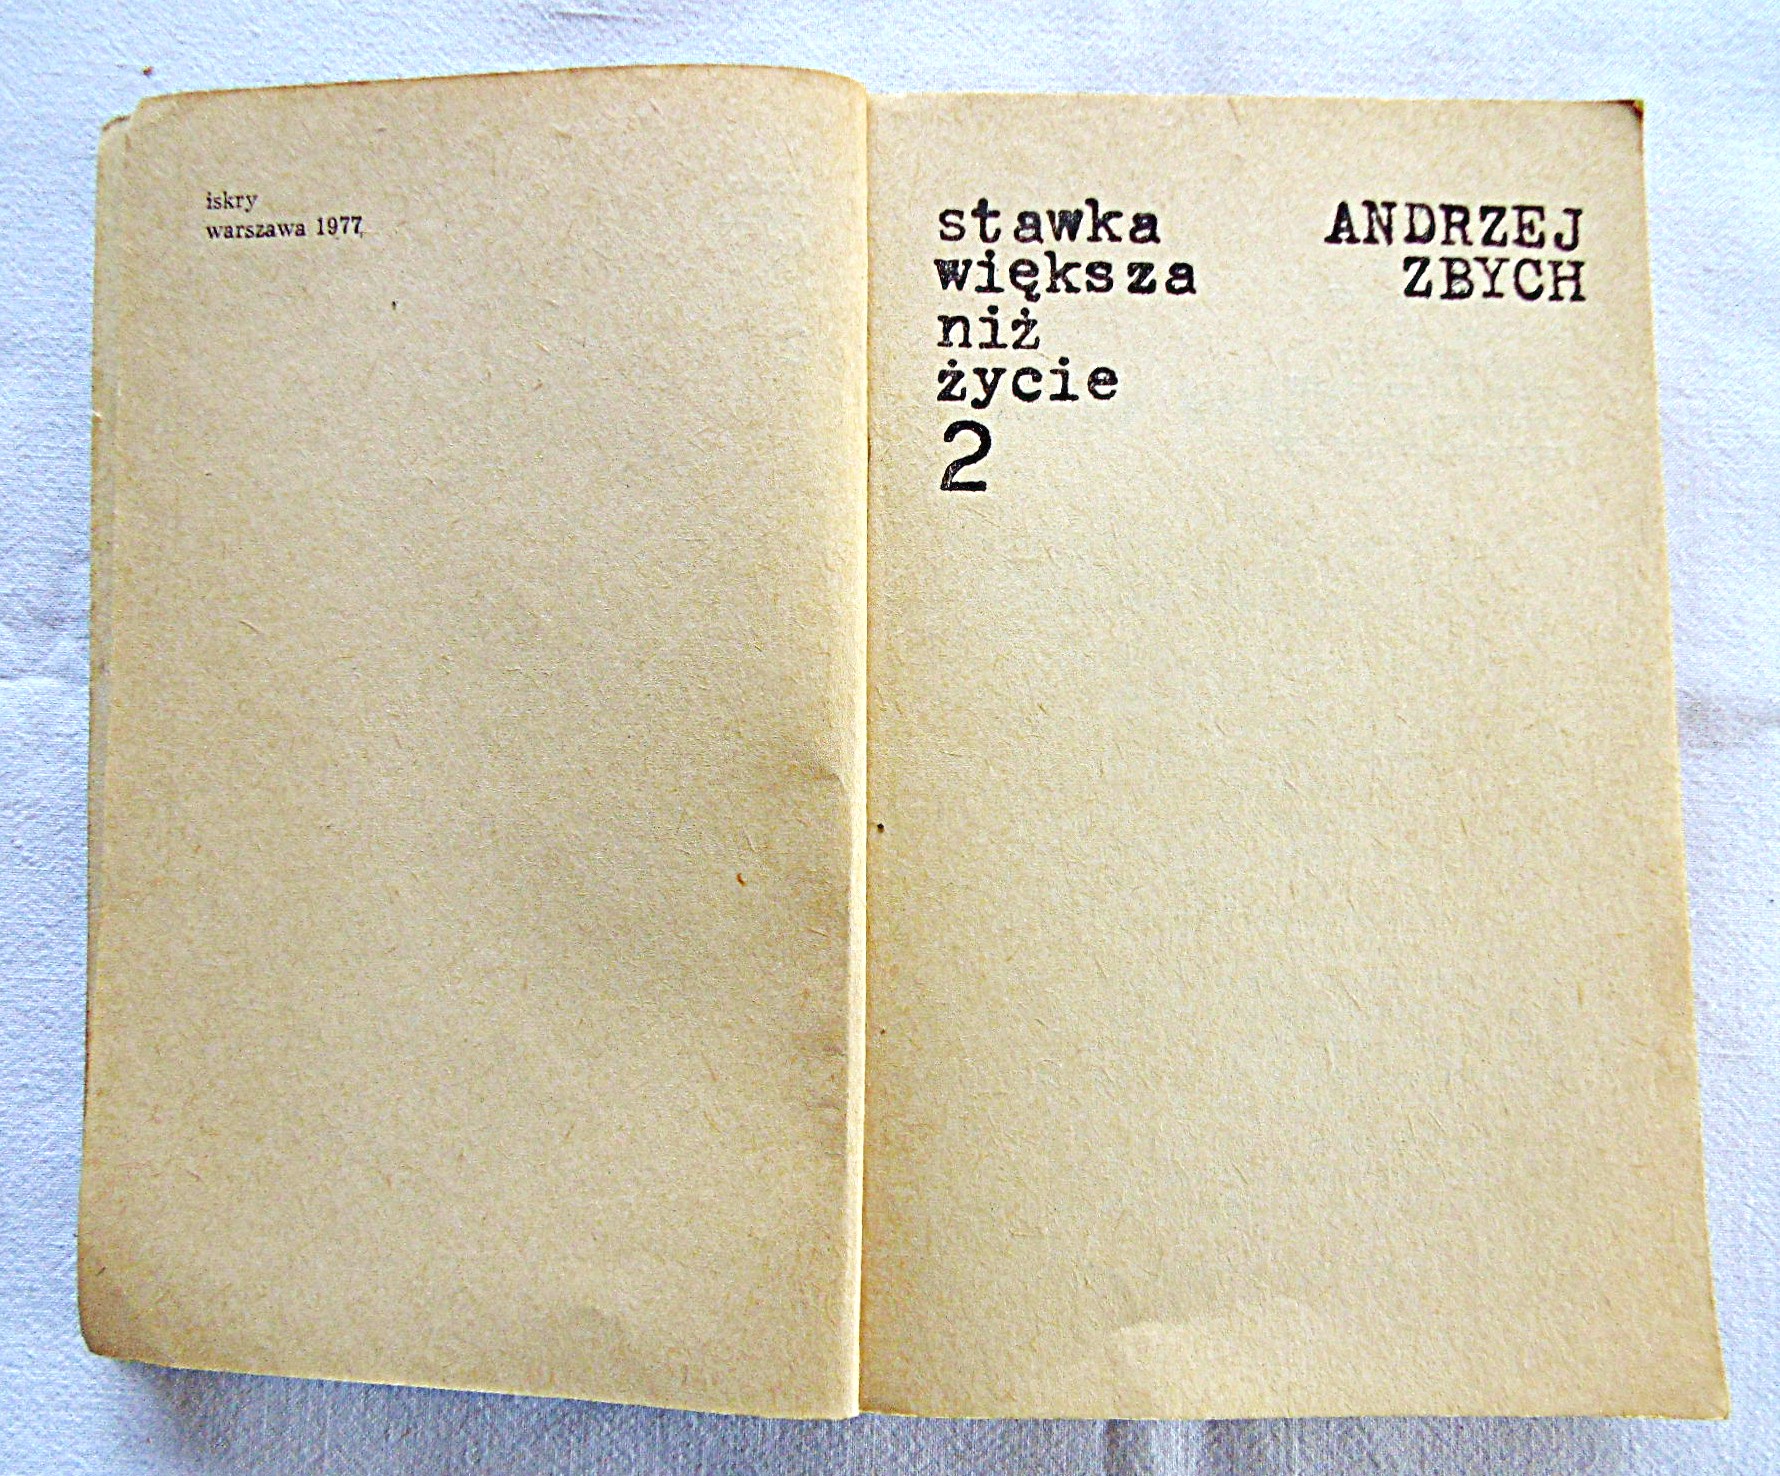 iskry
warszawa 1977
stawka
większa
niż
życie
2
ANDRZEJ
ZBYCH